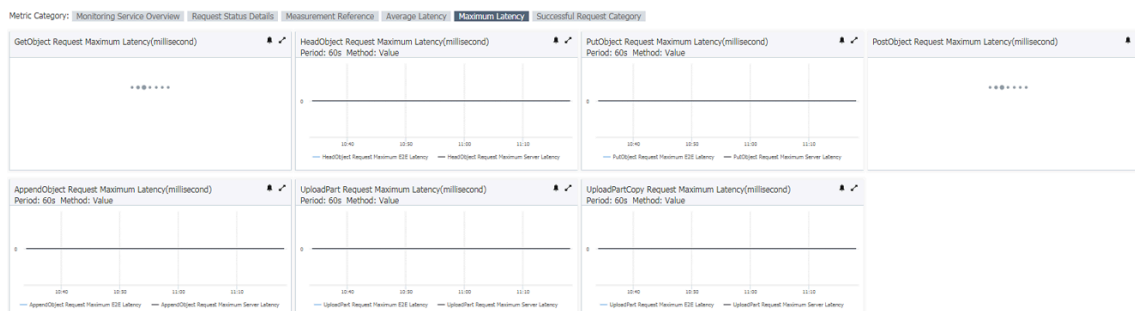 Metric Category: Monitoring Service Overview Request Status Details Measurement Reference Average Latency Maximum Latency Successful Request Category
GetObject Request Maximum Latency(millisecond)
HeadObject Request Maximum Latency(millisecond)
Period: 60s Method: Value
0
10:40 10:50 11:00 11:10
HeadObject Request Maximum E2E Latency HeadObject Request Maximum Server Latency
PutObject Request Maximum Latency(millisecond)
Period: 60s Method: Value
0
10:40 10:50 11:00 11:10
PutObject Request Maximum E2E Latency PutObject Request Maximum Server Latency
PostObject Request Maximum Latency(millisecond)
AppendObject Request Maximum Latency(millisecond)
Period: 60s Method: Value
0
10:40 10:50 11:00 11:10
AppendObject Request Maximum E2E Latency AppendObject Request Maximum Server Latency
UploadPart Request Maximum Latency(millisecond)
Period: 60s Method: Value
0
10:40 10:50 11:00 11:10
UploadPart Request Maximum E2E Latency UploadPart Request Maximum Server Latency
UploadPartCopy Request Maximum Latency(millisecond)
Period: 60s Method: Value
0
10:40 10:50 11:00 11:10
UploadPart Request Maximum E2E Latency UploadPart Request Maximum Server Latency